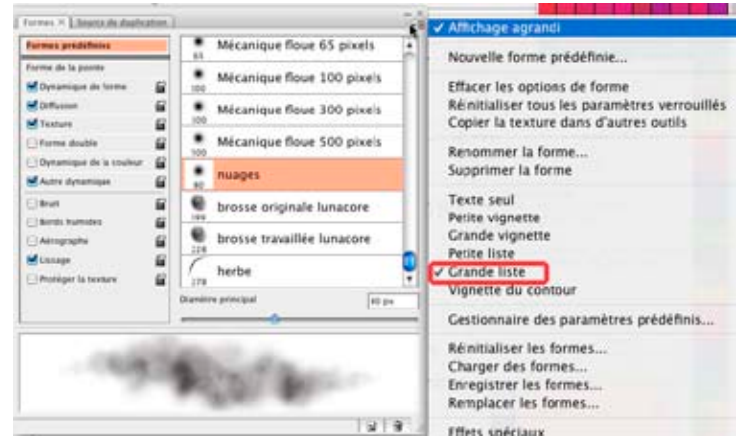 Formes × Source de duplication
Formes prédéfinies
Forme de la pointe
Dynamique de forme
Diffusion
Texture
Forme double
Dynamique de la couleur
Autre dynamique
Bruit
Bords humides
Aérographe
Lissage
Protéger la texture
Mécanique floue 65 pixels
65
Mécanique floue 100 pixels
100
Mécanique floue 300 pixels
300
Mécanique floue 500 pixels
nuages
brosse originale lunacore
199
brosse travaillée lunacore
228
herbe
278
Diamètre principal
80 px
✓ Affichage agrandi
Nouvelle forme prédéfinie...
Effacer les options de forme
Réinitialiser tous les paramètres verrouillés
Copier la texture dans d'autres outils
Renommer la forme...
Supprimer la forme
Texte seul
Petite vignette
Grande vignette
Petite liste
✓ Grande liste
Vignette du contour
Gestionnaire des paramètres prédéfinis...
Réinitialiser les formes...
Charger des formes...
Enregistrer les formes...
Remplacer les formes...
Effets spéciaux